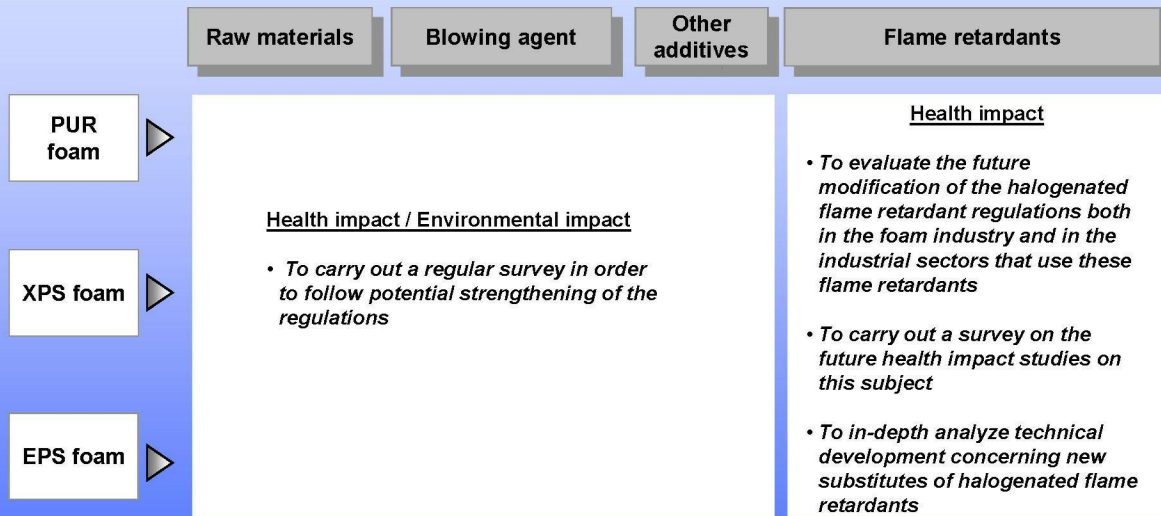 Raw materials
Blowing agent
Other
additives
Flame retardants
PUR
foam
XPS foam
EPS foam
Health impact / Environmental impact
• To carry out a regular survey in order
to follow potential strengthening of the
regulations
Health impact
• To evaluate the future
modification of the halogenated
flame retardant regulations both
in the foam industry and in the
industrial sectors that use these
flame retardants
• To carry out a survey on the
future health impact studies on
this subject
• To in-depth analyze technical
development concerning new
substitutes of halogenated flame
retardants